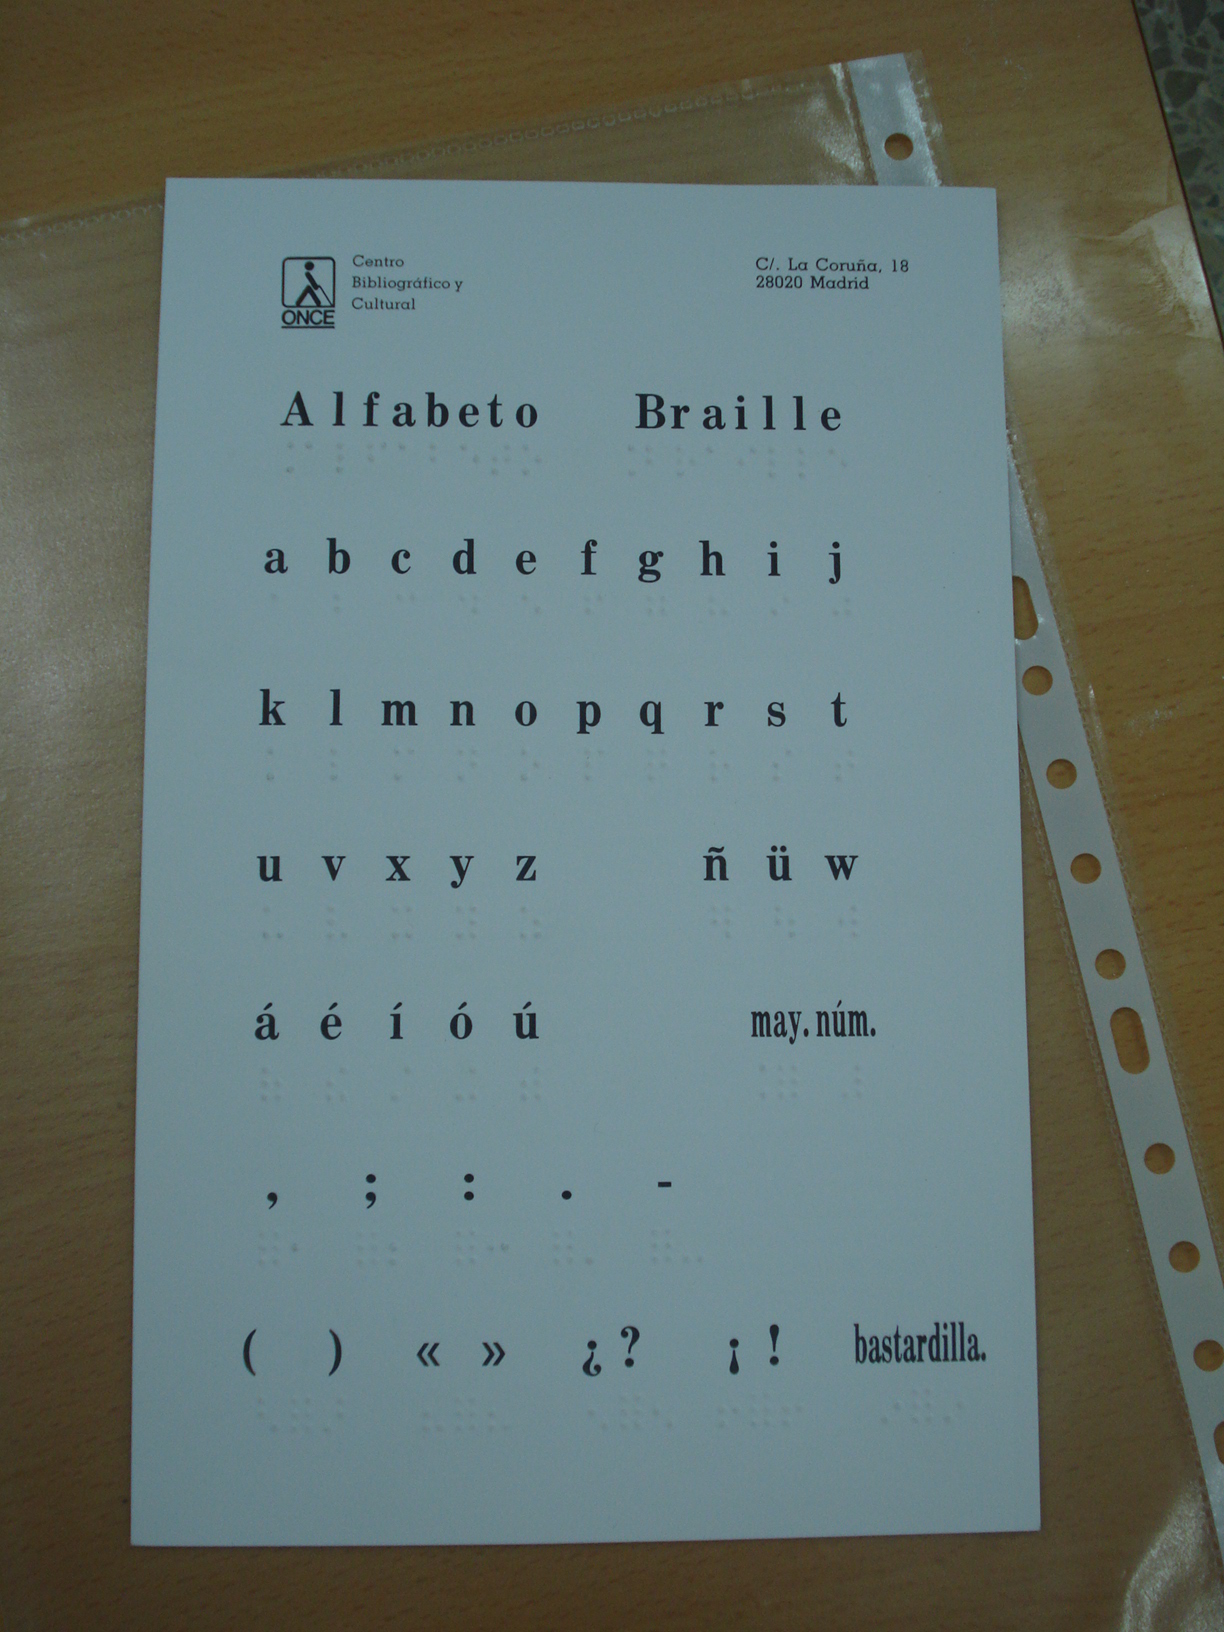 ONCE
Centro
Bibliográfico y
Cultural
C/. La Coruña, 18
28020 Madrid
Alfabeto Braille
a b c d e f g h i j
k l m n o p q r s t
u v x y z ñ ü w
á é í ó ú may. núm.
, ; : . -
( ) « » ¿ ? ¡ ! bastardilla.